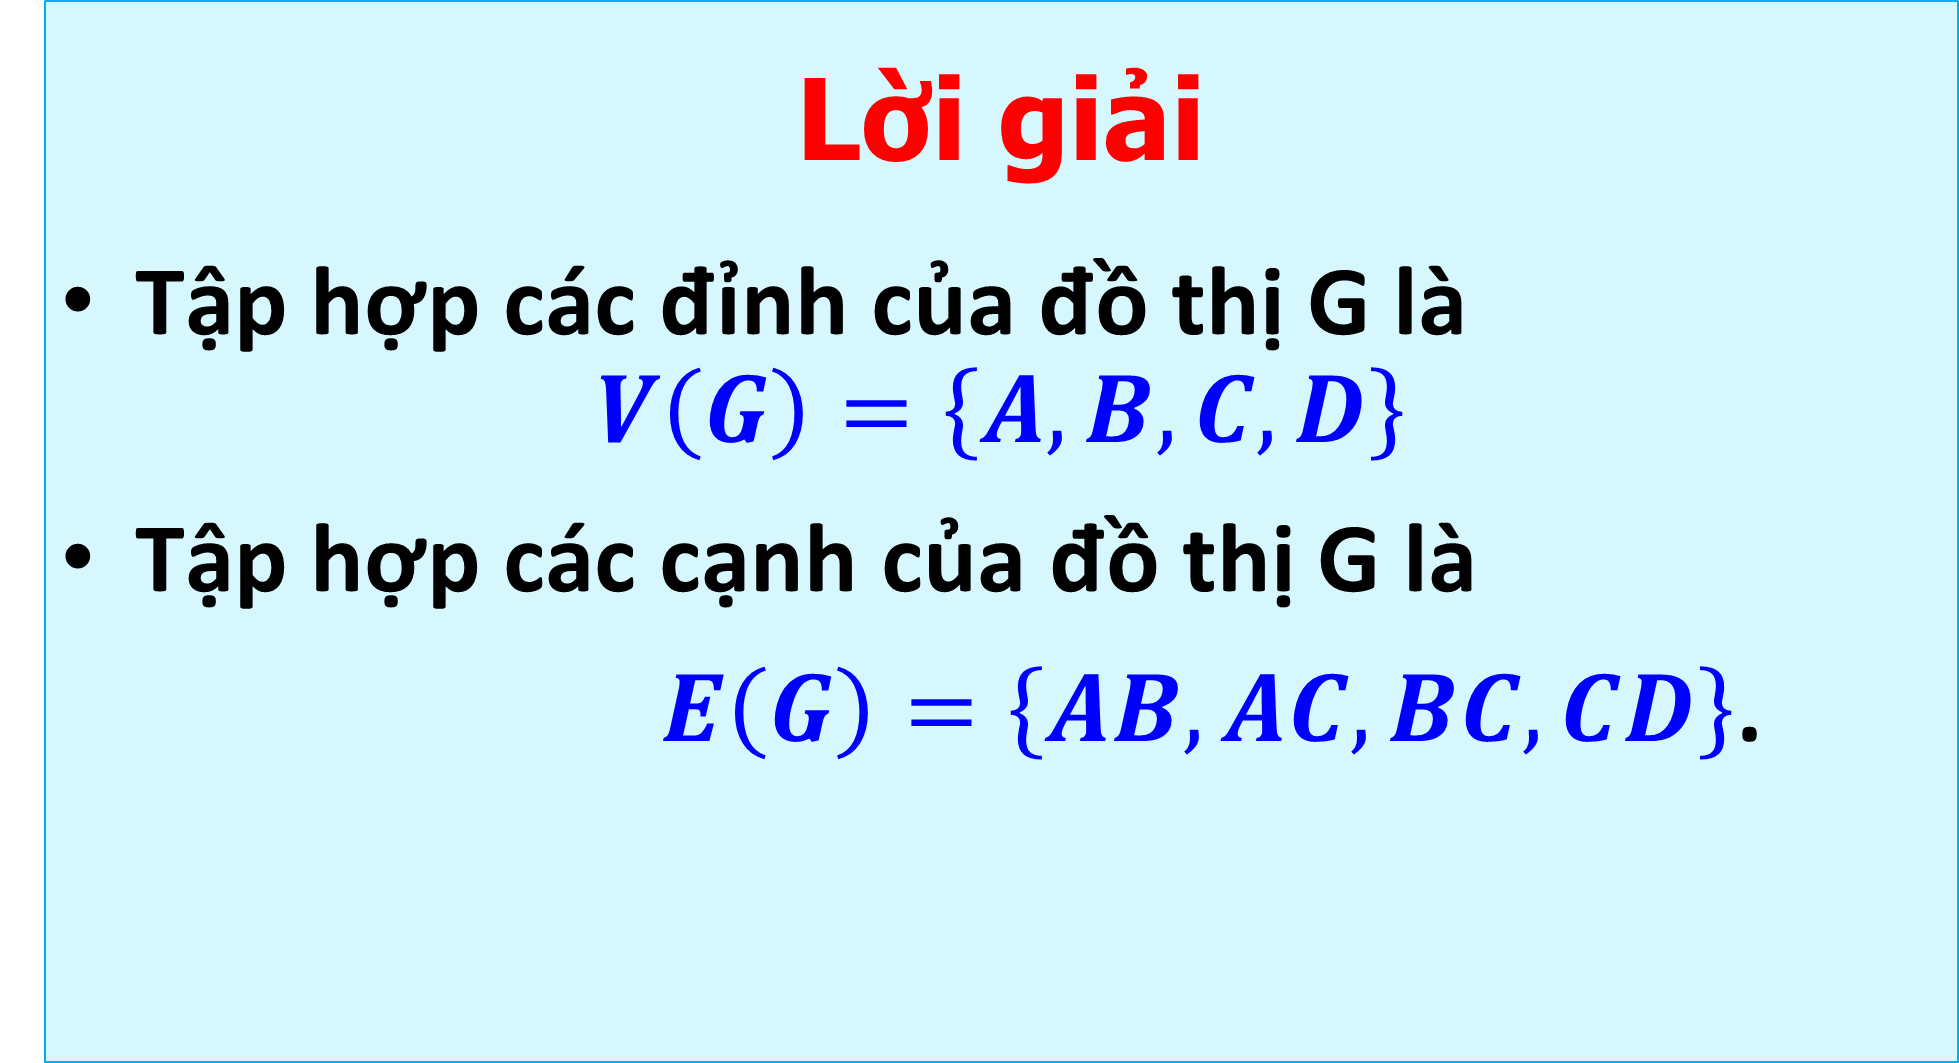 Lời giải
• Tập hợp các đỉnh của đồ thị G là
V(G) = {A, B, C, D}
• Tập hợp các cạnh của đồ thị G là
E(G) = {AB, AC, BC, CD}.